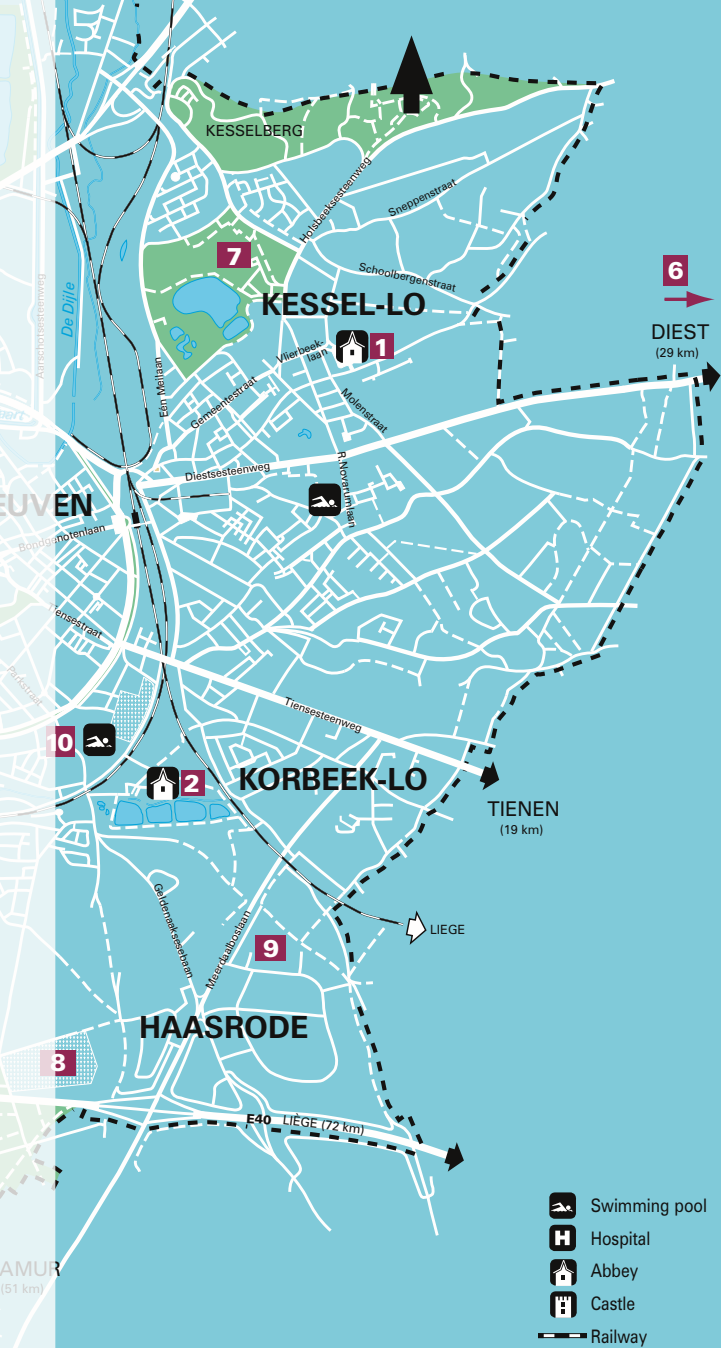 KESSELBERG
Holsbeeksesteenweg
Sneppenstraat
7
Schoolbergenstraat
6
KESSEL-LO
De Dijle
Aarschotsesteenweg
DIEST
(29 km)
1
Vlierbeek-
laan
Eén Meilaan
Gemeentestraat
Molenstraat
Diestsesteenweg
R.Novarumlaan
EUVEN
Bondgenotenlaan
Tiensestraat
Parkstraat
Tiensesteenweg
10
2
KORBEEK-LO
TIENEN
(19 km)
Geldenaaksebaan
Meerdaalboslaan
LIEGE
9
HAASRODE
8
E40 LIÈGE (72 km)
AMUR
(51 km)
Swimming pool
H Hospital
Abbey
Castle
Railway